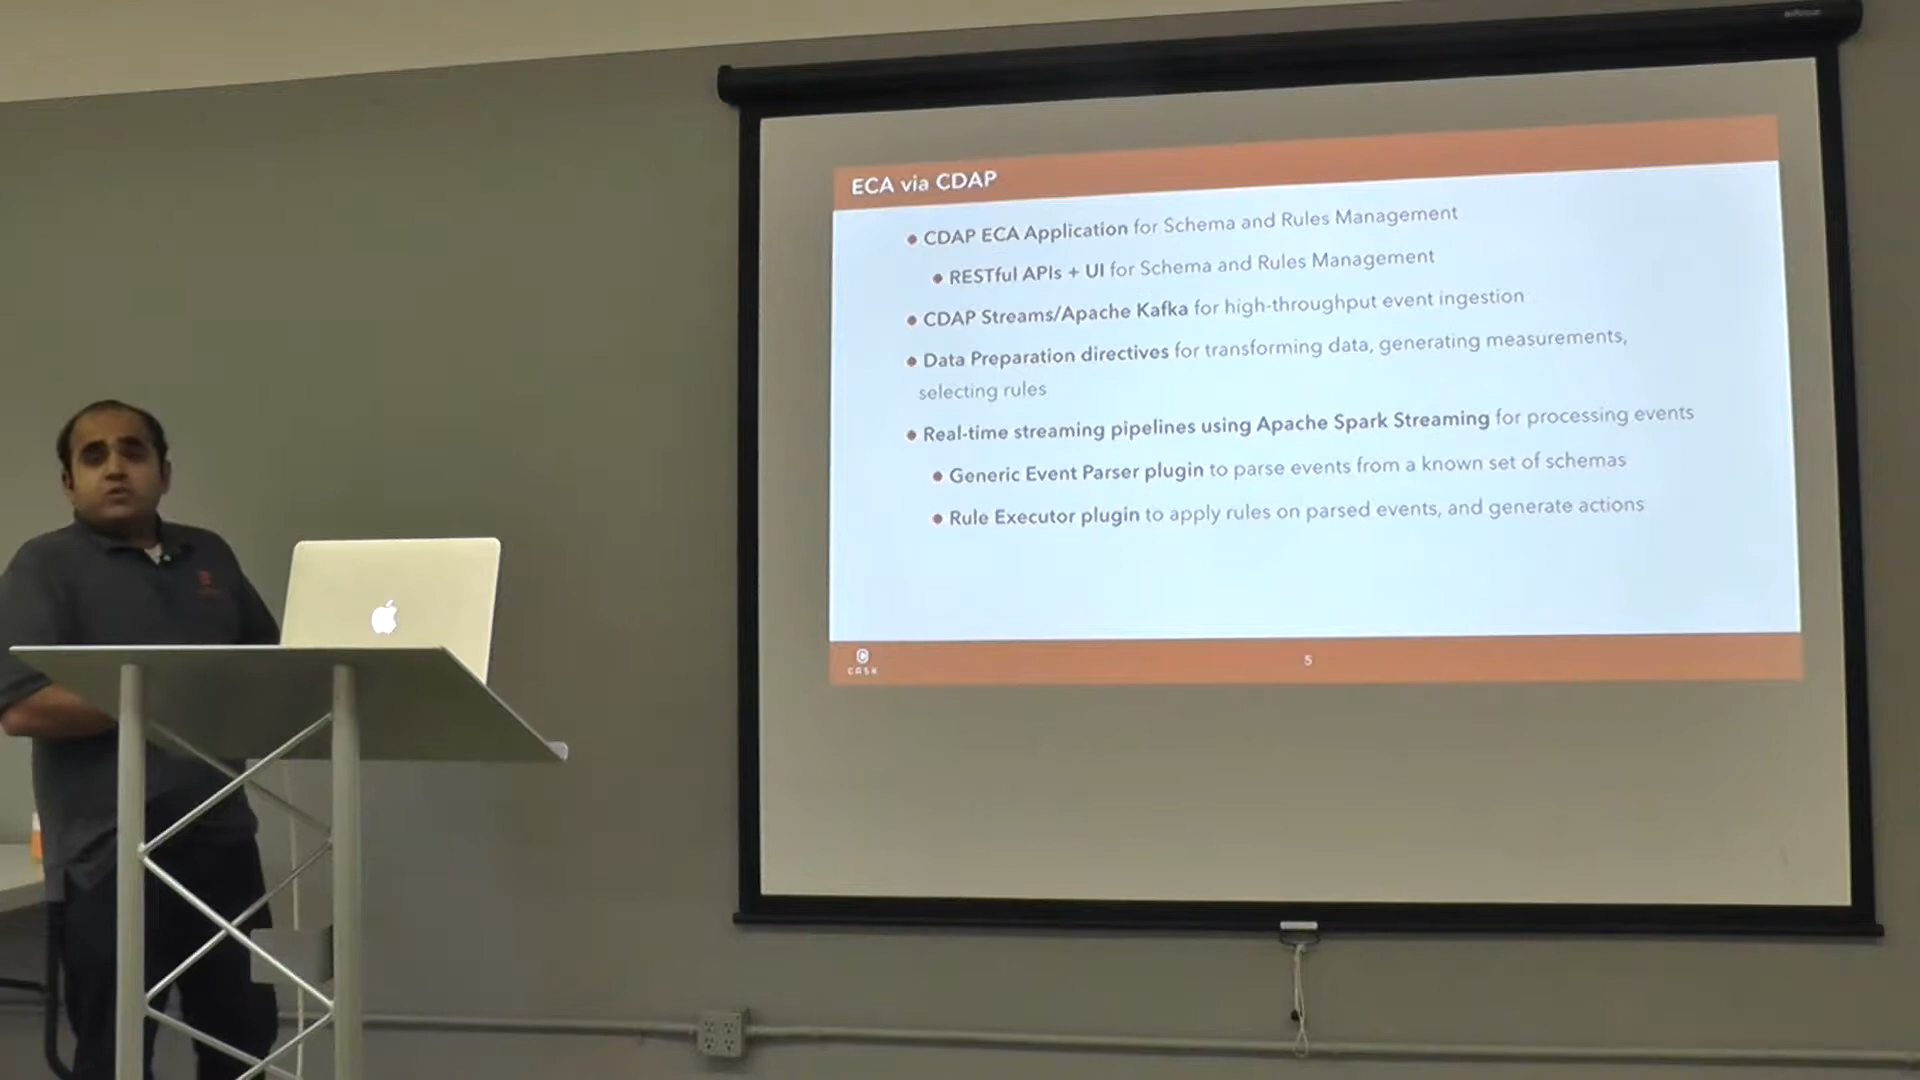 ECA via CDAP
CDAP ECA Application for Schema and Rules Management
RESTful APIs + UI for Schema and Rules Management
CDAP Streams/Apache Kafka for high-throughput event ingestion
Data Preparation directives for transforming data, generating measurements,
selecting rules
Real-time streaming pipelines using Apache Spark Streaming for processing events
Generic Event Parser plugin to parse events from a known set of schemas
Rule Executor plugin to apply rules on parsed events, and generate actions
CASK
5